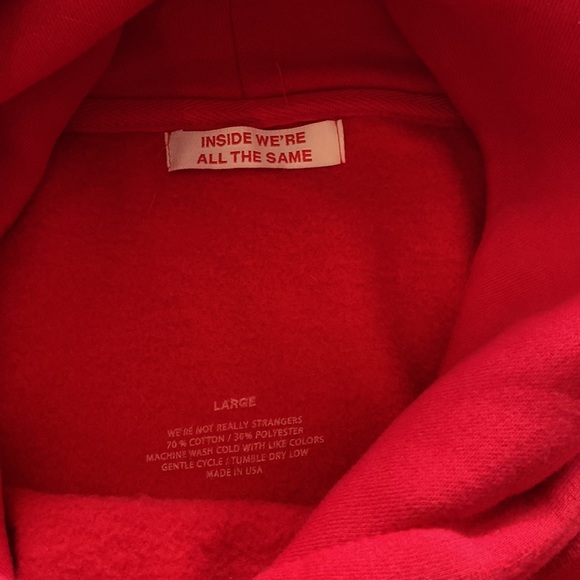 INSIDE WE'RE
ALL THE SAME
LARGE
WE'RE NOT REALLY STRANGERS
70 % COTTON / 30% POLYESTER
MACHINE WASH COLD WITH LIKE COLORS
GENTLE CYCLE / TUMBLE DRY LOW
MADE IN USA